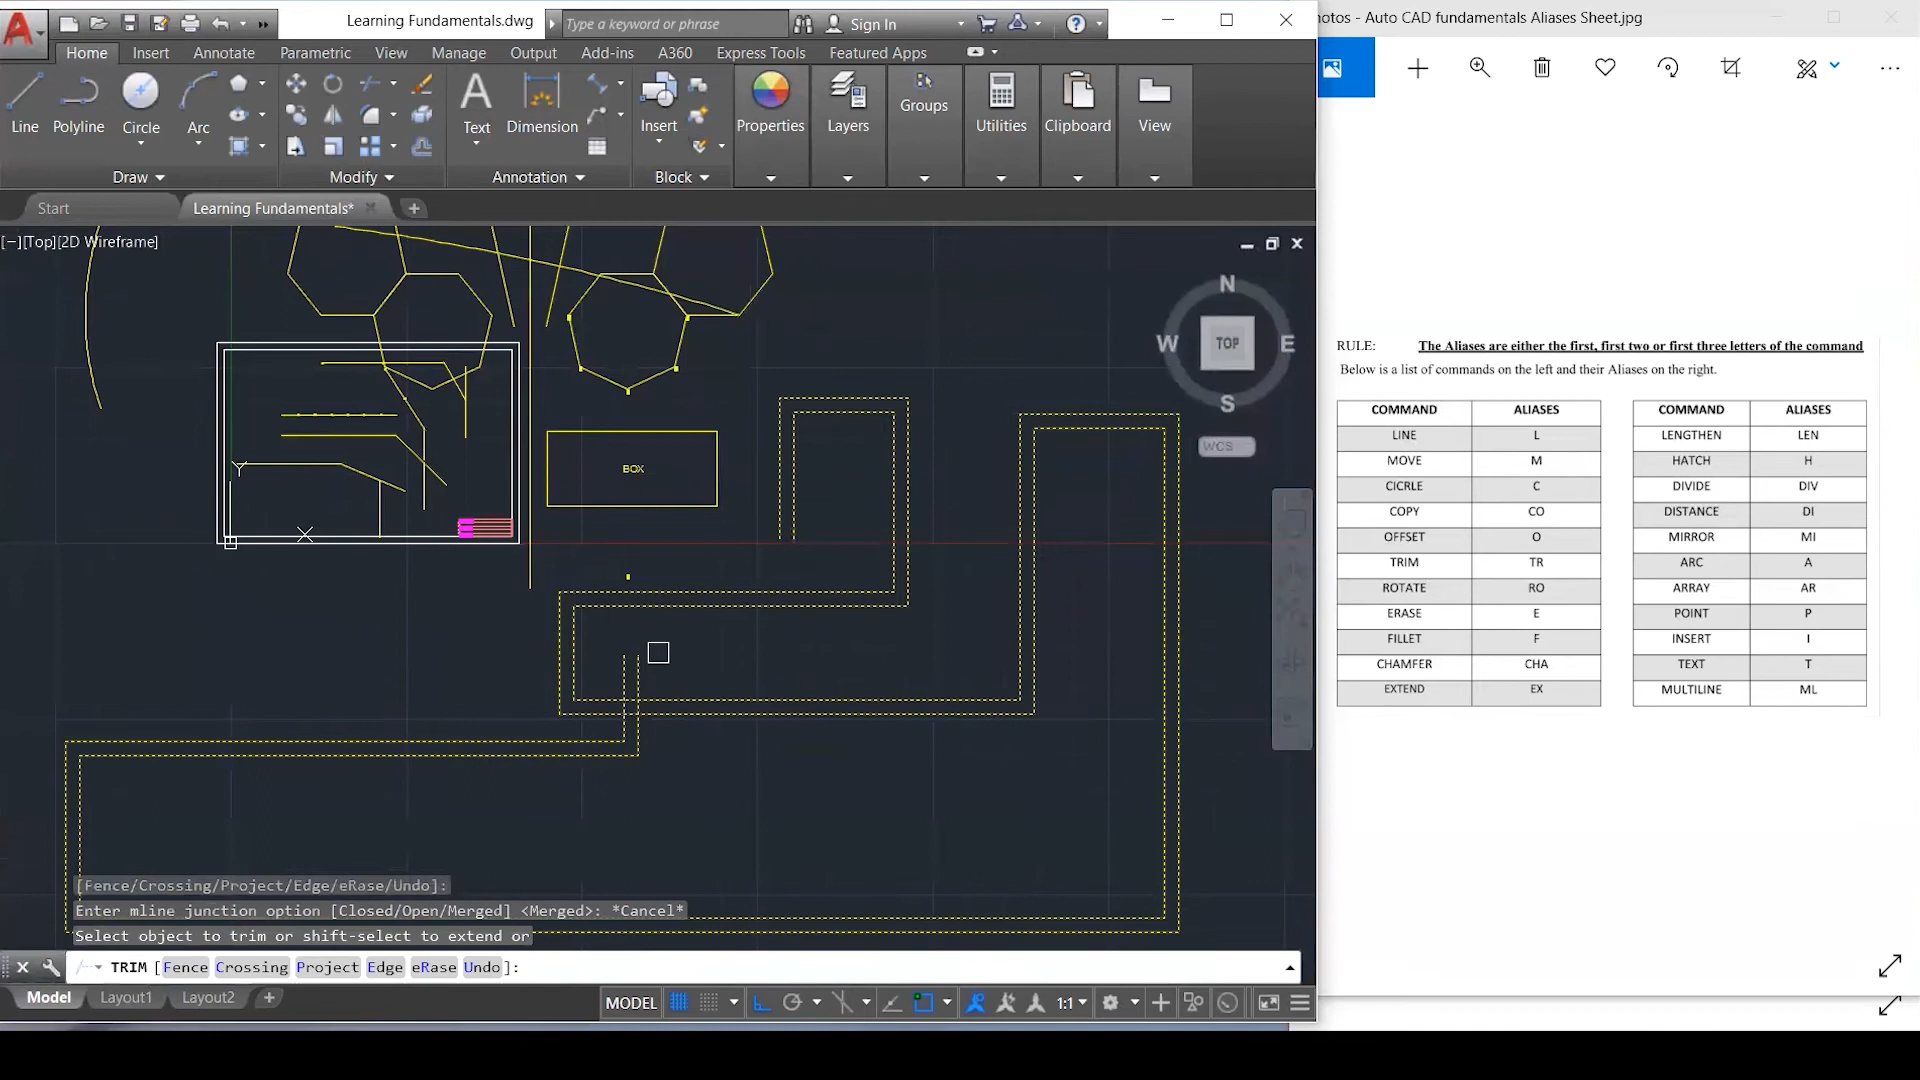 Learning Fundamentals.dwg
Type a keyword or phrase
Sign In
Home Insert Annotate Parametric View Manage Output Add-ins A360 Express Tools Featured Apps
Line Polyline Circle Arc
Text Dimension
Insert
Properties Layers Groups Utilities Clipboard View
Draw Modify Annotation Block
Start Learning Fundamentals*
[−][Top][2D Wireframe]
N
W TOP E
S
WCS
BOX
Y
[Fence/Crossing/Project/Edge/eRase/Undo]:
Enter mline junction option [Closed/Open/Merged] <Merged>: *Cancel*
Select object to trim or shift-select to extend or
TRIM [Fence Crossing Project Edge eRase Undo]:
Model Layout1 Layout2
MODEL 1:1
hotos - Auto CAD fundamentals Aliases Sheet.jpg
RULE: The Aliases are either the first, first two or first three letters of the command
Below is a list of commands on the left and their Aliases on the right.
COMMAND ALIASES
LINE L
MOVE M
CICRLE C
COPY CO
OFFSET O
TRIM TR
ROTATE RO
ERASE E
FILLET F
CHAMFER CHA
EXTEND EX
COMMAND ALIASES
LENGTHEN LEN
HATCH H
DIVIDE DIV
DISTANCE DI
MIRROR MI
ARC A
ARRAY AR
POINT P
INSERT I
TEXT T
MULTILINE ML